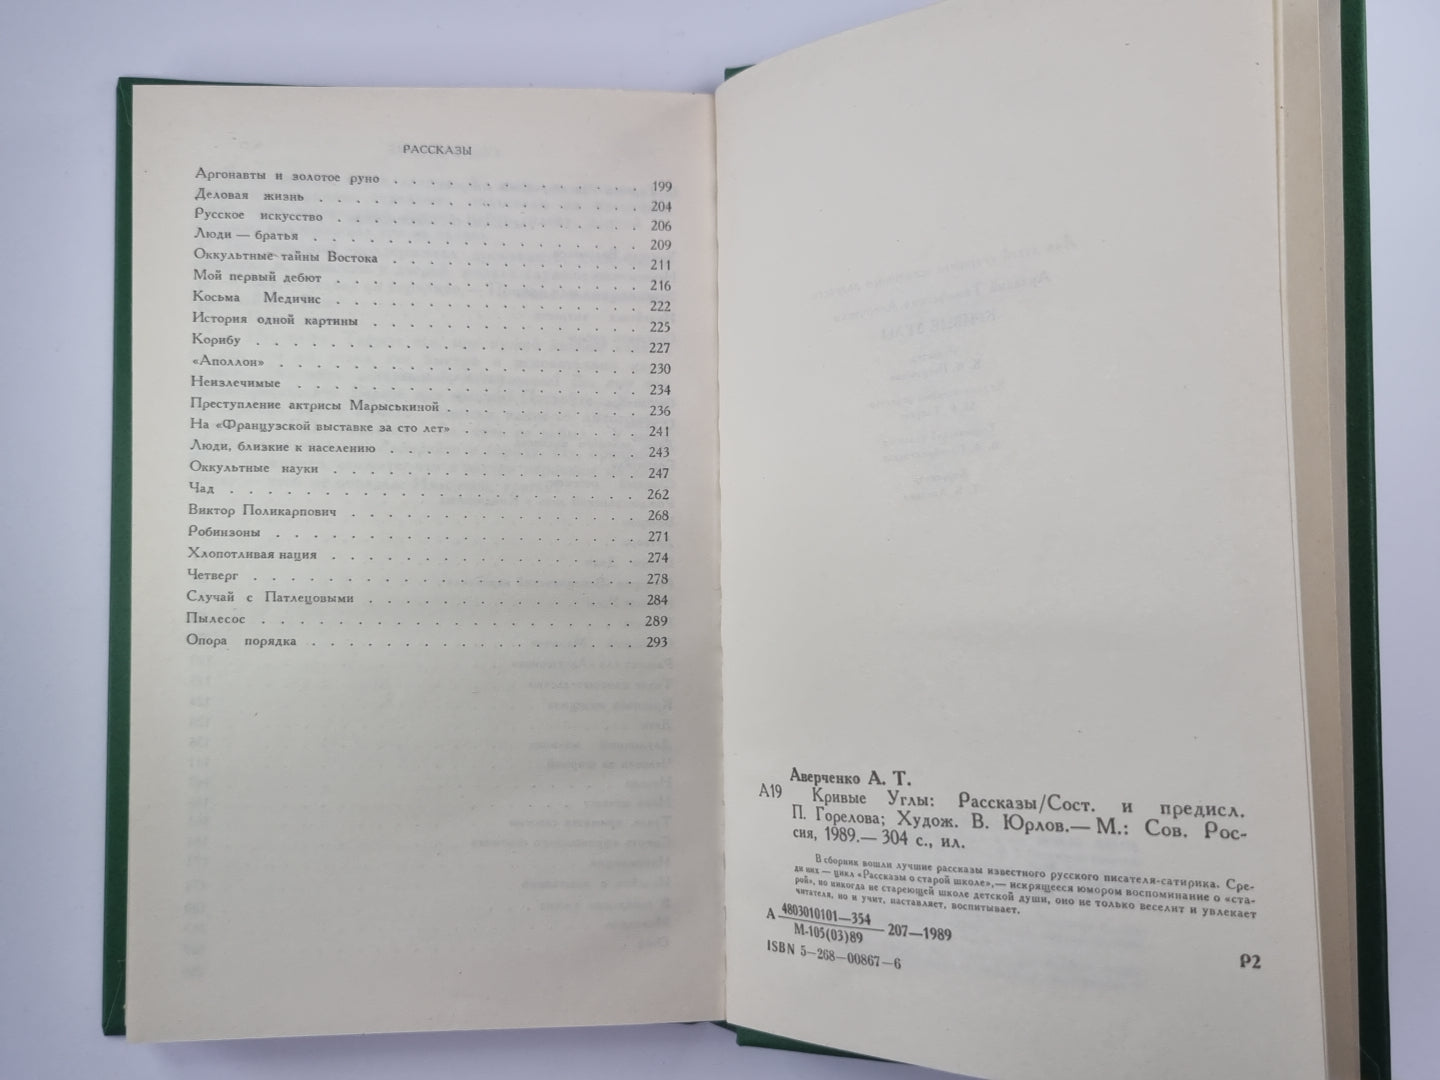 РАССКАЗЫ
Аргонавты и золотое руно . . . . . . . . . . . . . 199
Деловая жизнь . . . . . . . . . . . . . . . . . 204
Русское искусство . . . . . . . . . . . . . . . . 206
Люди — братья . . . . . . . . . . . . . . . . . 209
Оккультные тайны Востока . . . . . . . . . . . . . 211
Мой первый дебют . . . . . . . . . . . . . . . . 216
Косьма Медичис . . . . . . . . . . . . . . . . 222
История одной картины . . . . . . . . . . . . . . 225
Корибу . . . . . . . . . . . . . . . . . . . . 227
«Аполлон» . . . . . . . . . . . . . . . . . . . 230
Неизлечимые . . . . . . . . . . . . . . . . . . 234
Преступление актрисы Марыськиной . . . . . . . . . . 236
На «Французской выставке за сто лет» . . . . . . . . . 241
Люди, близкие к населению . . . . . . . . . . . . . 243
Оккультные науки . . . . . . . . . . . . . . . . 247
Чад . . . . . . . . . . . . . . . . . . . . . 262
Виктор Поликарпович . . . . . . . . . . . . . . . 268
Робинзоны . . . . . . . . . . . . . . . . . . . 271
Хлопотливая нация . . . . . . . . . . . . . . . . 274
Четверг . . . . . . . . . . . . . . . . . . . . 278
Случай с Патлецовыми . . . . . . . . . . . . . . 284
Пылесос . . . . . . . . . . . . . . . . . . . . 289
Опора порядка . . . . . . . . . . . . . . . . . 293
Аверченко А. Т.
А19 Кривые Углы: Рассказы/Сост. и предисл.
П. Горелова; Худож. В. Юрлов.— М.: Сов. Рос-
сия, 1989.— 304 с., ил.
В сборник вошли лучшие рассказы известного русского писателя-сатирика. Сре-
ди них — цикл «Рассказы о старой школе»,— искрящееся юмором воспоминание о «ста-
рой», но никогда не стареющей школе детской души, оно не только веселит и увлекает
читателя, но и учит, наставляет, воспитывает.
А 4803010101—354
М-105(03)89 207—1989
ISBN 5—268—00867—6
Р2